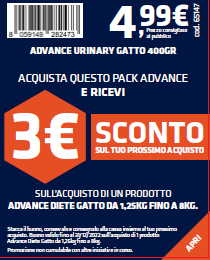 4,99€
Prezzo consigliato
al pubblico
cod. 65147
8 059149 282473
ADVANCE URINARY GATTO 400GR
ACQUISTA QUESTO PACK ADVANCE
E RICEVI
3€ SCONTO
SUL TUO PROSSIMO ACQUISTO
SULL'ACQUISTO DI UN PRODOTTO
ADVANCE DIETE GATTO DA 1,25KG FINO A 8KG.
Stacca il buono, conservalo e consegnalo alla cassa insieme al tuo prossimo
acquisto. Buono valido fino al 31/12/2022 sull'acquisto di 1 prodotto
Advance Diete Gatto da 1,25kg fino a 8kg.
Promozione non cumulabile con altre iniziative in corso.
APRI